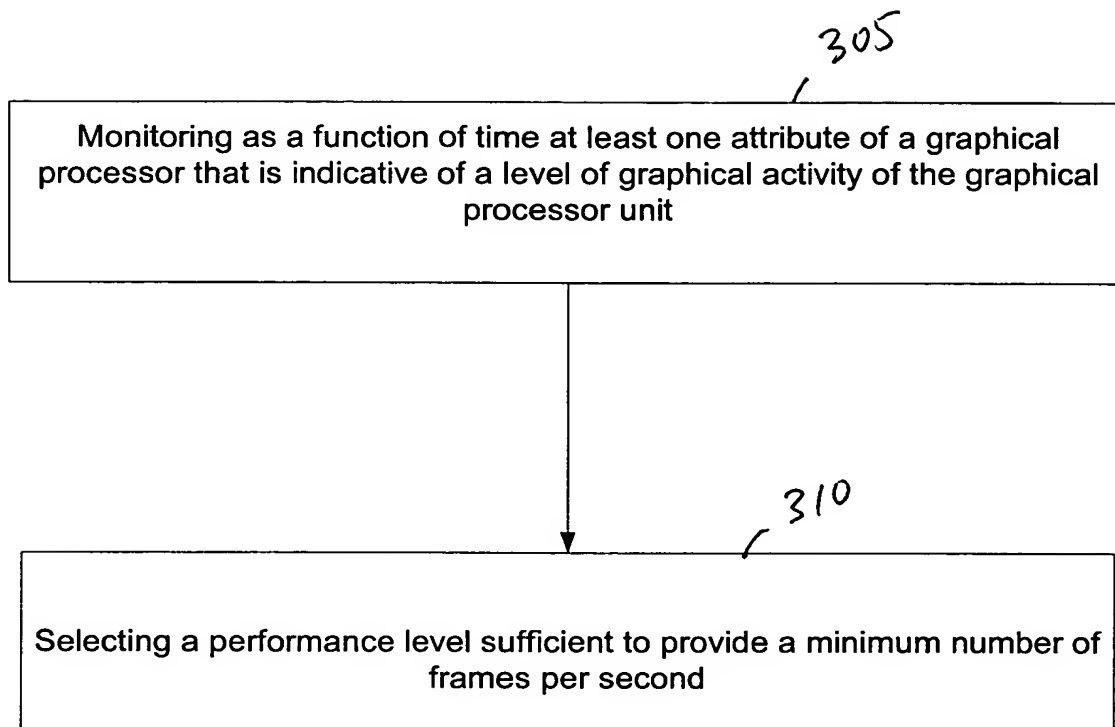 305
Monitoring as a function of time at least one attribute of a graphical
processor that is indicative of a level of graphical activity of the graphical
processor unit
310
Selecting a performance level sufficient to provide a minimum number of
frames per second